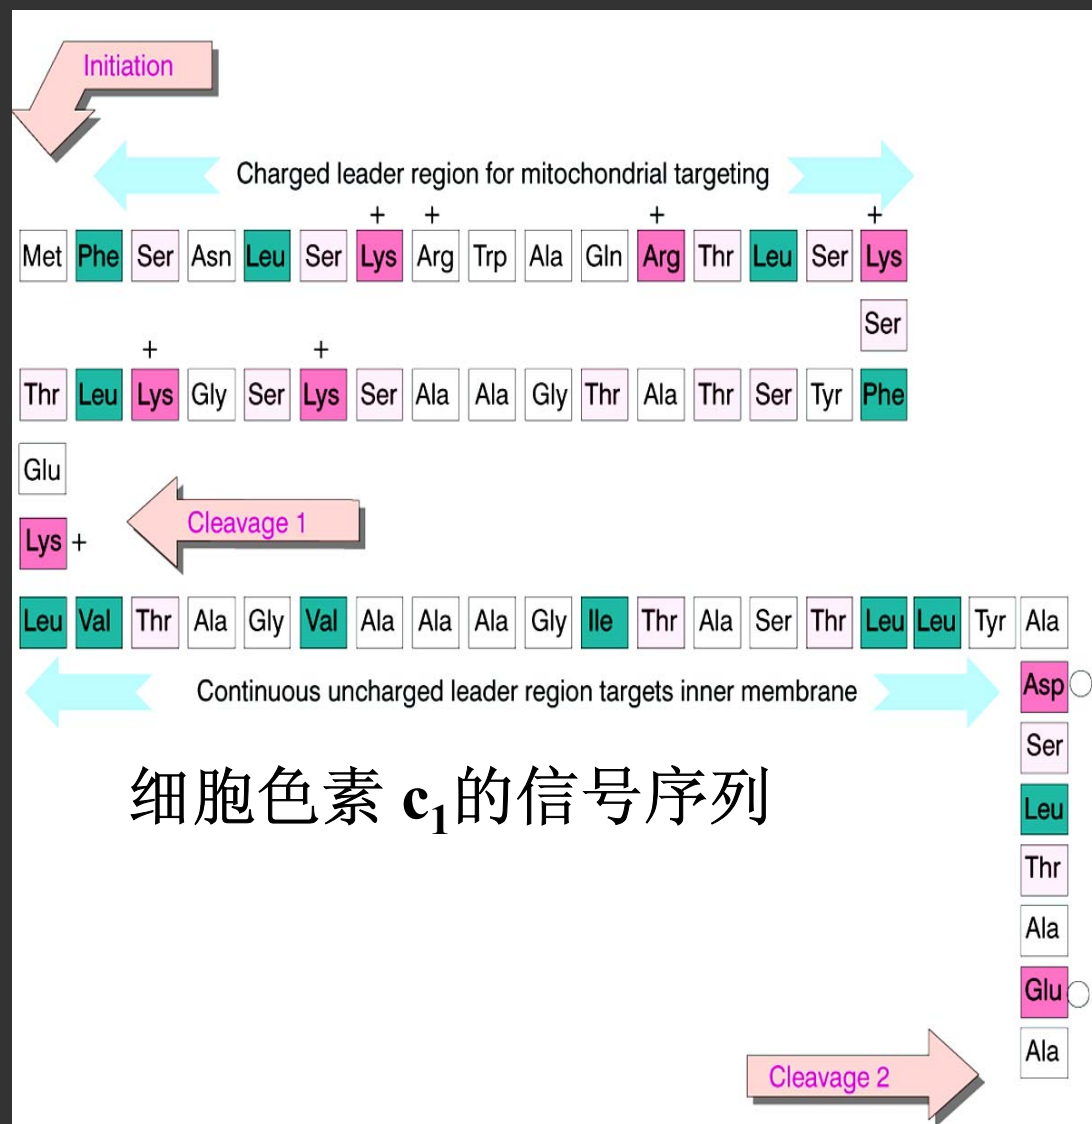 Initiation
Charged leader region for mitochondrial targeting
+ + + +
Met Phe Ser Asn Leu Ser Lys Arg Trp Ala Gln Arg Thr Leu Ser Lys
Ser
+ +
Thr Leu Lys Gly Ser Lys Ser Ala Ala Gly Thr Ala Thr Ser Tyr Phe
Glu
Cleavage 1
Lys +
Leu Val Thr Ala Gly Val Ala Ala Ala Gly Ile Thr Ala Ser Thr Leu Leu Tyr Ala
Continuous uncharged leader region targets inner membrane
Asp
Ser
细胞色素 c₁的信号序列
Leu
Thr
Ala
Glu
Ala
Cleavage 2